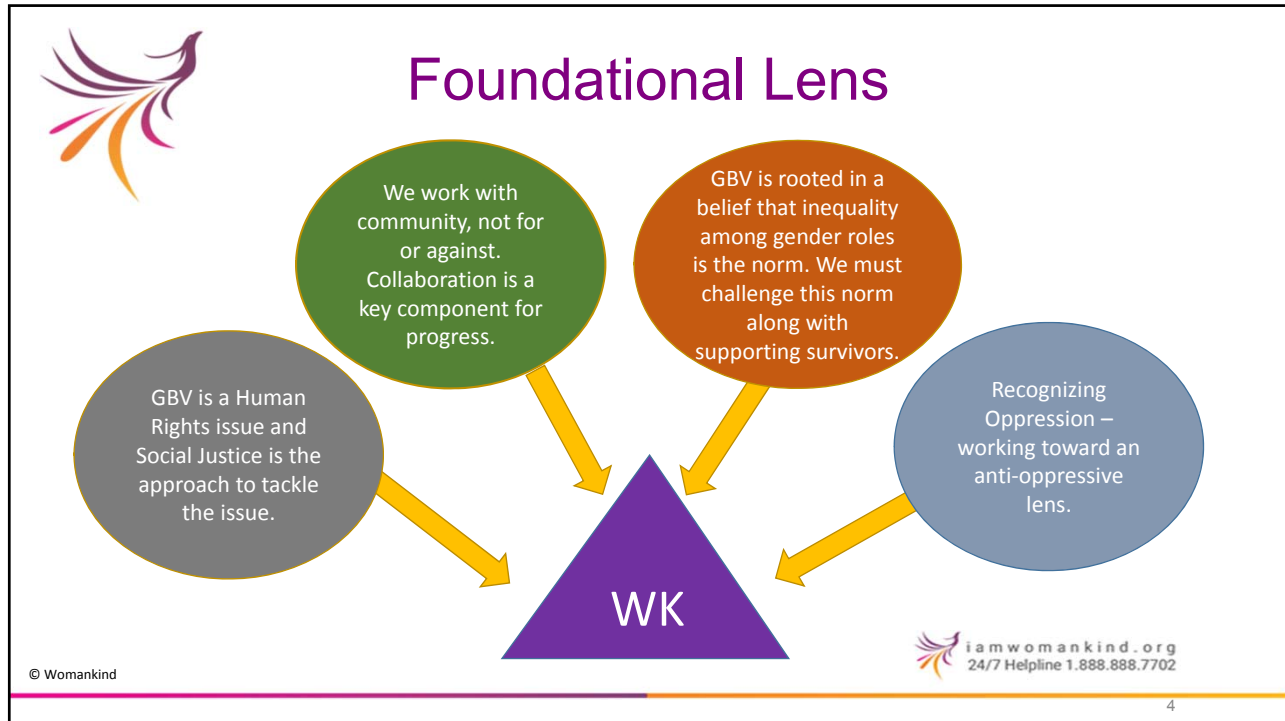 Foundational Lens
GBV is a Human
Rights issue and
Social Justice is the
approach to tackle
the issue.
We work with
community, not for
or against.
Collaboration is a
key component for
progress.
GBV is rooted in a
belief that inequality
among gender roles
is the norm. We must
challenge this norm
along with
supporting survivors.
Recognizing
Oppression –
working toward an
anti-oppressive
lens.
WK
© Womankind
iamwomankind.org
24/7 Helpline 1.888.888.7702
4